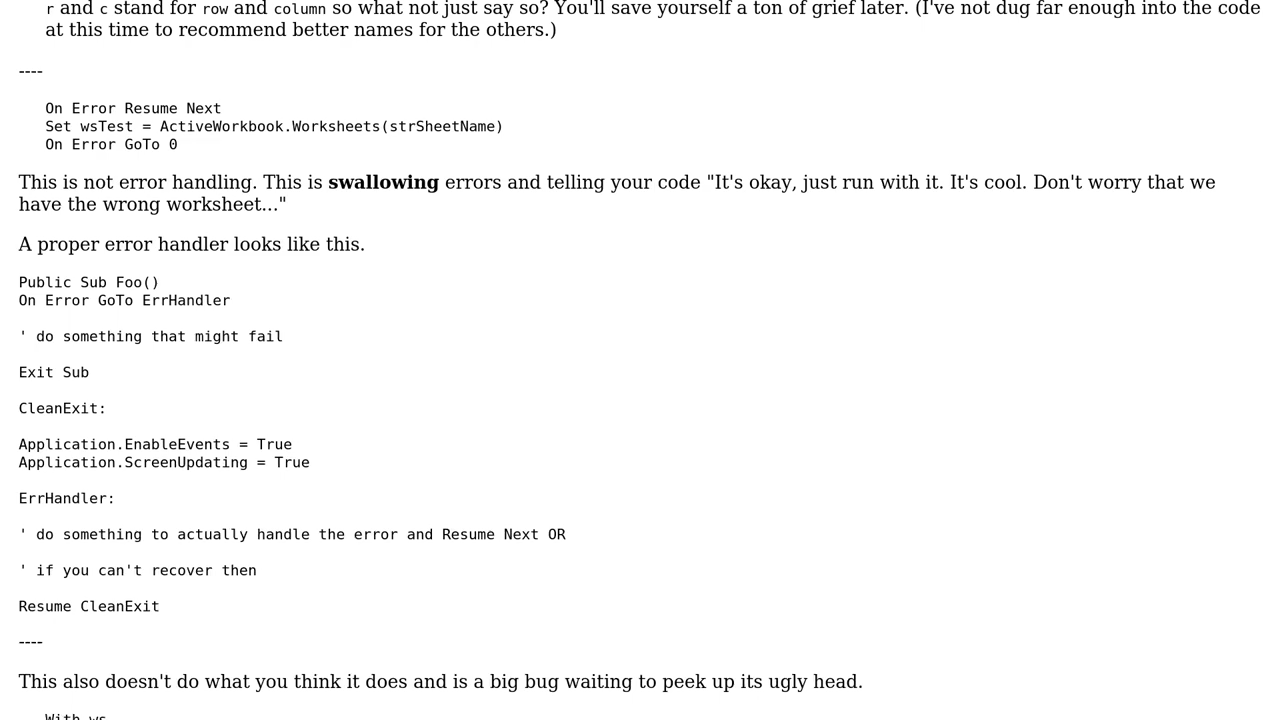 r and c stand for row and column so what not just say so? You'll save yourself a ton of grief later. (I've not dug far enough into the code
at this time to recommend better names for the others.)
----
On Error Resume Next
Set wsTest = ActiveWorkbook.Worksheets(strSheetName)
On Error GoTo 0
This is not error handling. This is swallowing errors and telling your code "It's okay, just run with it. It's cool. Don't worry that we
have the wrong worksheet..."
A proper error handler looks like this.
Public Sub Foo()
On Error GoTo ErrHandler
' do something that might fail
Exit Sub
CleanExit:
Application.EnableEvents = True
Application.ScreenUpdating = True
ErrHandler:
' do something to actually handle the error and Resume Next OR
' if you can't recover then
Resume CleanExit
----
This also doesn't do what you think it does and is a big bug waiting to peek up its ugly head.
With ws